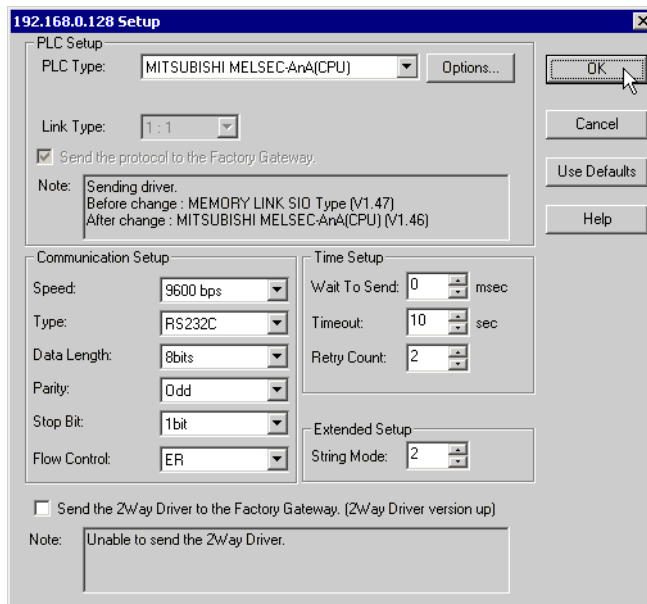 192.168.0.128 Setup
PLC Setup
PLC Type:
MITSUBISHI MELSEC-AnA(CPU)
Options...
OK
Link Type:
1 : 1
Cancel
Send the protocol to the Factory Gateway.
Note:
Sending driver.
Before change : MEMORY LINK SIO Type (V1.47)
After change : MITSUBISHI MELSEC-AnA(CPU) (V1.46)
Use Defaults
Help
Communication Setup
Speed:
9600 bps
Type:
RS232C
Data Length:
8bits
Parity:
Odd
Stop Bit:
1bit
Flow Control:
ER
Time Setup
Wait To Send:
0
msec
Timeout:
10
sec
Retry Count:
2
Extended Setup
String Mode:
2
Send the 2Way Driver to the Factory Gateway. (2Way Driver version up)
Note:
Unable to send the 2Way Driver.